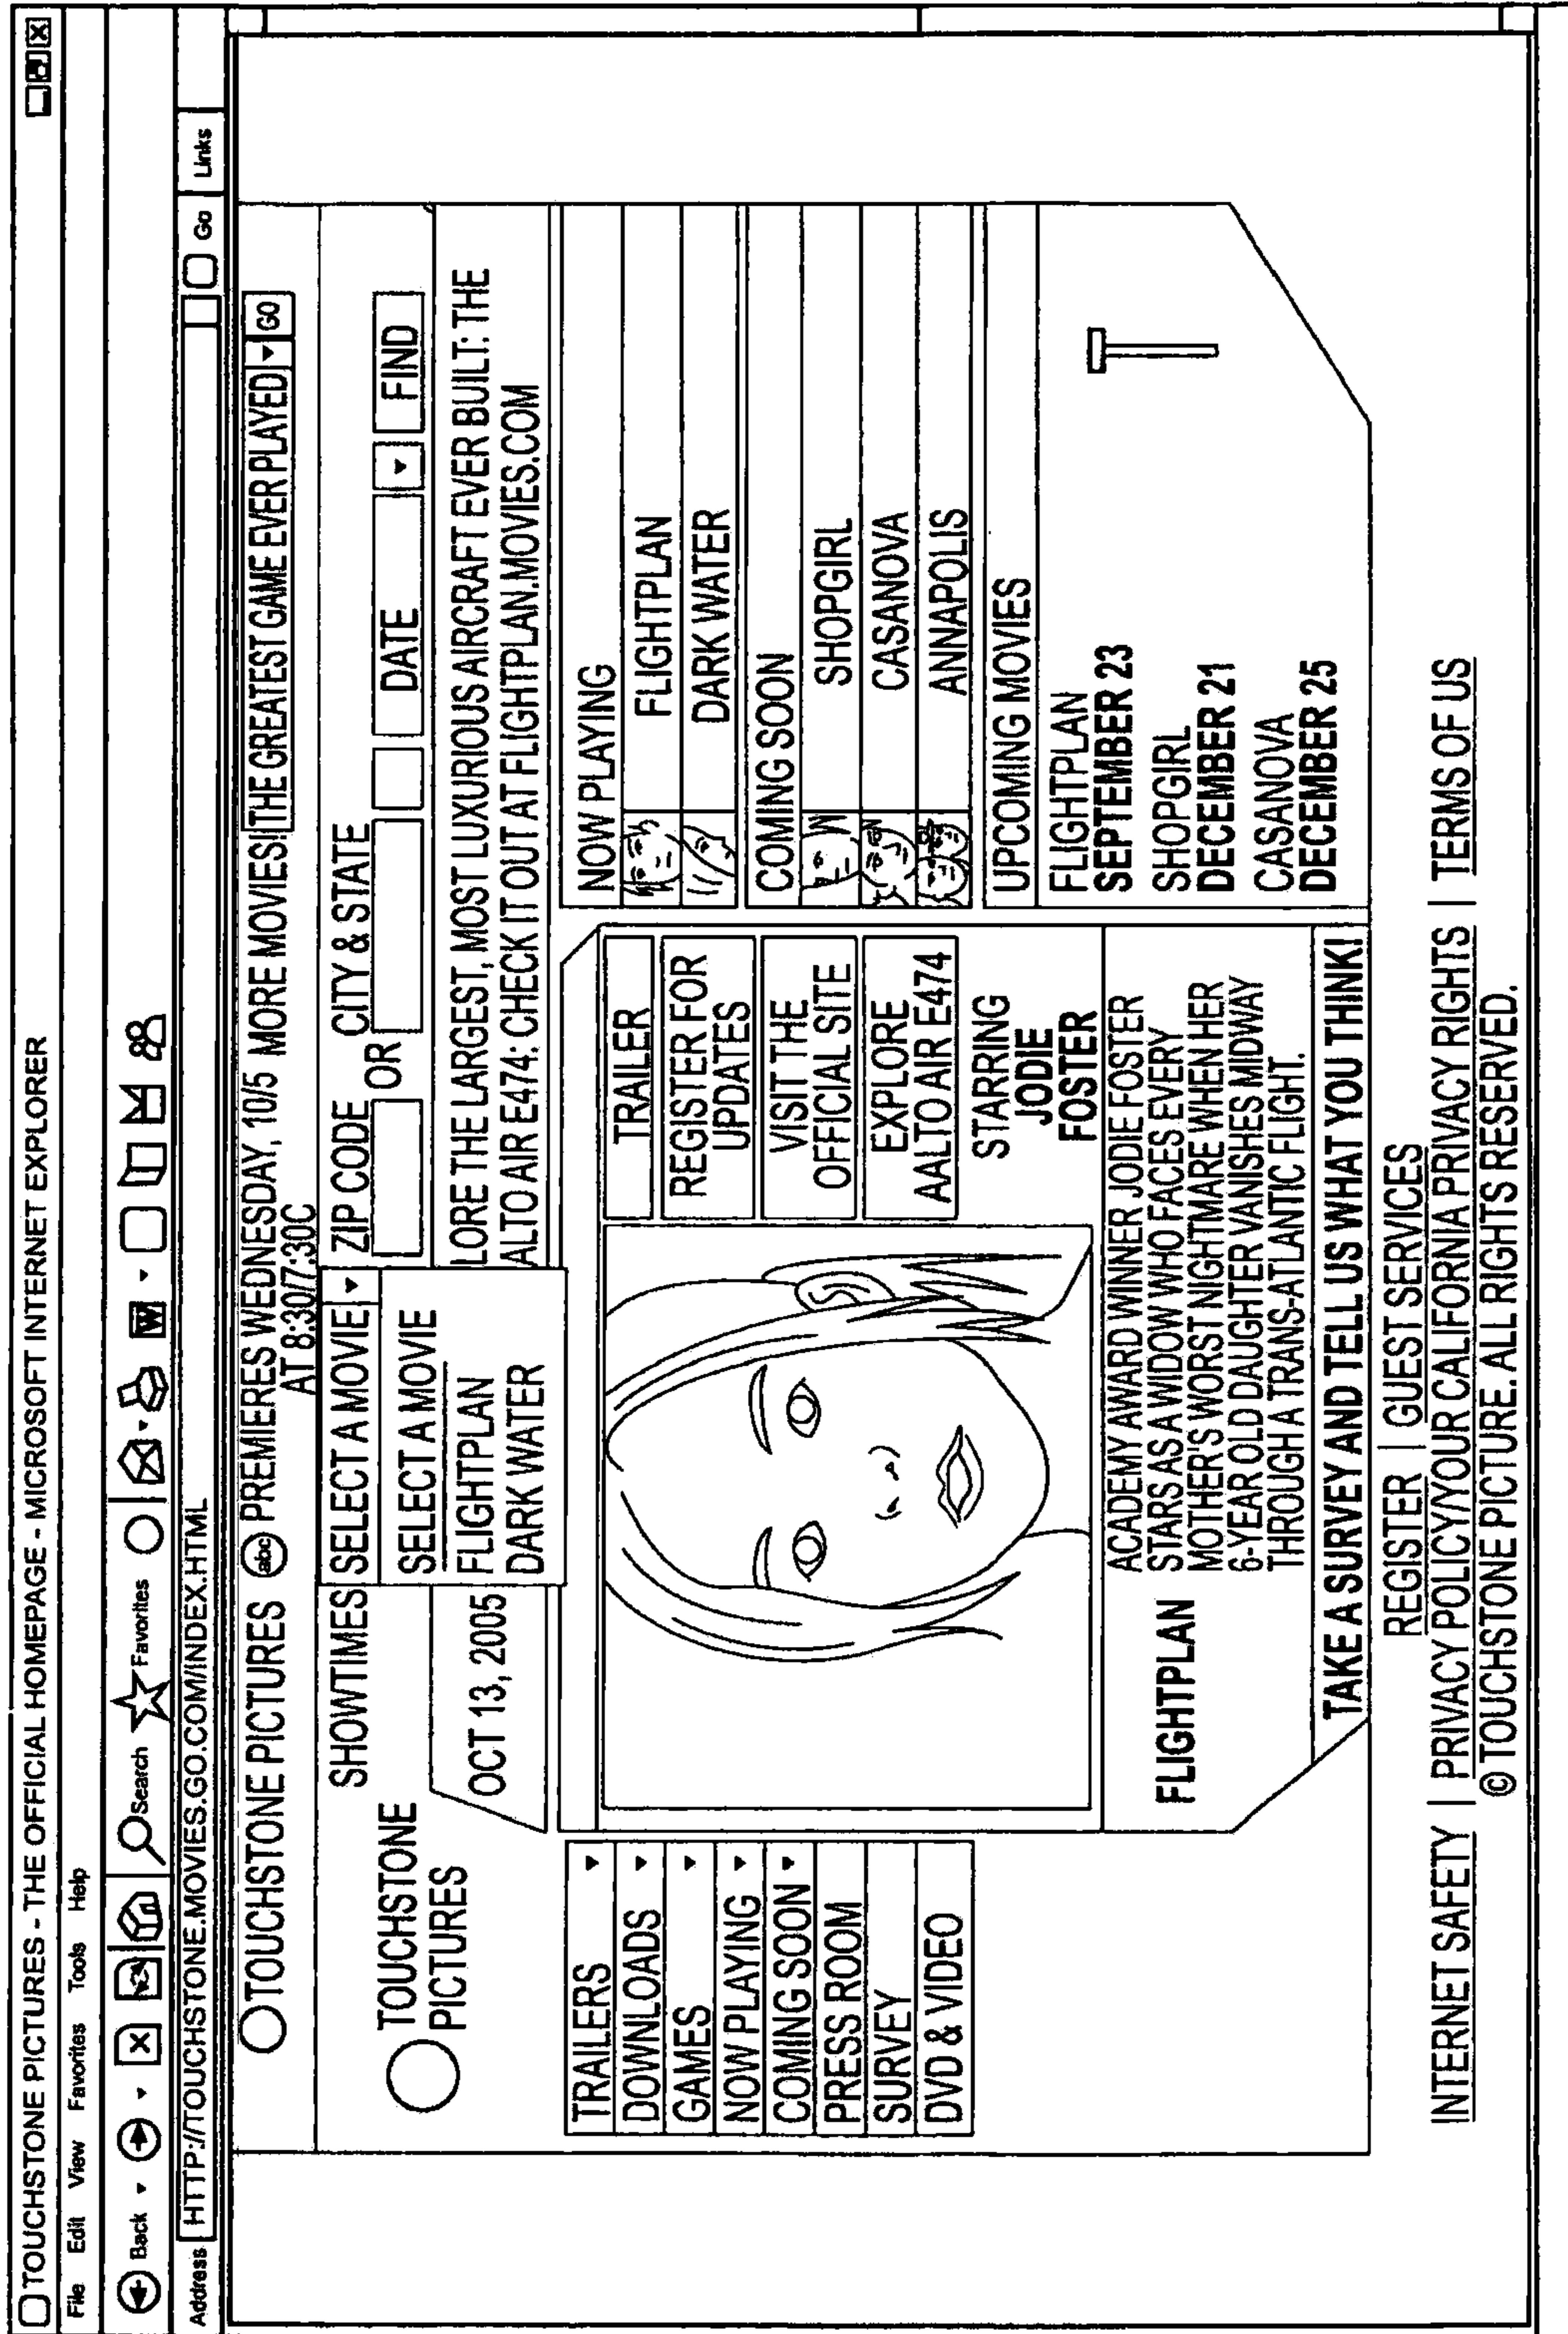 TOUCHSTONE PICTURES - THE OFFICIAL HOMEPAGE - MICROSOFT INTERNET EXPLORER
File Edit View Favorites Tools Help
Back Search Favorites W
Address HTTP://TOUCHSTONE.MOVIES.GO.COM/INDEX.HTML Go Links
TOUCHSTONE PICTURES abc PREMIERES WEDNESDAY, 10/5 MORE MOVIES! THE GREATEST GAME EVER PLAYED GO
AT 8:30/7:30C
SHOWTIMES SELECT A MOVIE! ZIP CODE CITY & STATE
OR DATE FIND
TOUCHSTONE
PICTURES
SELECT A MOVIE
FLIGHTPLAN
DARK WATER
OCT 13, 2005
LORE THE LARGEST, MOST LUXURIOUS AIRCRAFT EVER BUILT: THE
ALTO AIR E474: CHECK IT OUT AT FLIGHTPLAN.MOVIES.COM
TRAILERS
DOWNLOADS
GAMES
NOW PLAYING
COMING SOON
PRESS ROOM
SURVEY
DVD & VIDEO
TRAILER
REGISTER FOR
UPDATES
VISIT THE
OFFICIAL SITE
EXPLORE
AALTO AIR E474
STARRING
JODIE
FOSTER
FLIGHTPLAN
ACADEMY AWARD WINNER JODIE FOSTER
STARS AS A WIDOW WHO FACES EVERY
MOTHER'S WORST NIGHTMARE WHEN HER
6-YEAR OLD DAUGHTER VANISHES MIDWAY
THROUGH A TRANS-ATLANTIC FLIGHT.
TAKE A SURVEY AND TELL US WHAT YOU THINK!
NOW PLAYING
FLIGHTPLAN
DARK WATER
COMING SOON
SHOPGIRL
CASANOVA
ANNAPOLIS
UPCOMING MOVIES
FLIGHTPLAN
SEPTEMBER 23
SHOPGIRL
DECEMBER 21
CASANOVA
DECEMBER 25
REGISTER | GUEST SERVICES
INTERNET SAFETY | PRIVACY POLICY/YOUR CALIFORNIA PRIVACY RIGHTS | TERMS OF US
© TOUCHSTONE PICTURE. ALL RIGHTS RESERVED.